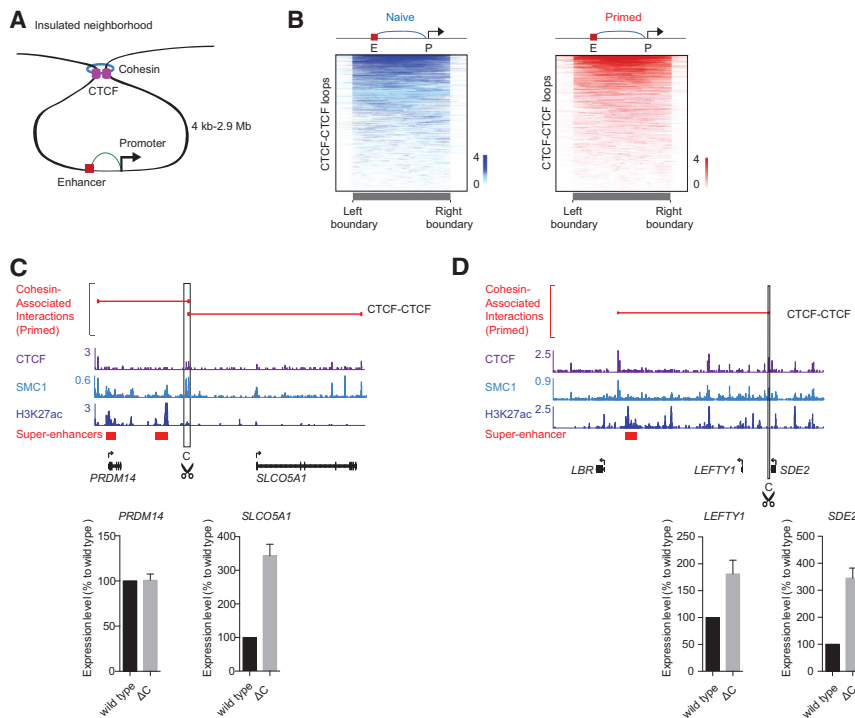 A
Insulated neighborhood
Cohesin
CTCF
4 kb-2.9 Mb
Promoter
Enhancer
B
Naive
E
P
CTCF-CTCF loops
4
0
Left
boundary
Right
boundary
Primed
E
P
CTCF-CTCF loops
4
0
Left
boundary
Right
boundary
C
Cohesin-
Associated
Interactions
(Primed)
CTCF-CTCF
CTCF
3
SMC1
0.6
H3K27ac
3
Super-enhancers
C
PRDM14
SLCO5A1
PRDM14
Expression level (% to wild type )
150
100
50
0
wild type
ΔC
SLCO5A1
Expression level (% to wild type )
400
300
200
100
0
wild type
ΔC
D
Cohesin-
Associated
Interactions
(Primed)
CTCF-CTCF
CTCF
2.5
SMC1
0.9
H3K27ac
2.5
Super-enhancer
LBR
LEFTY1
SDE2
C
LEFTY1
Expression level (% to wild type )
250
200
150
100
50
0
wild type
ΔC
SDE2
Expression level (% to wild type )
500
400
300
200
100
0
wild type
ΔC